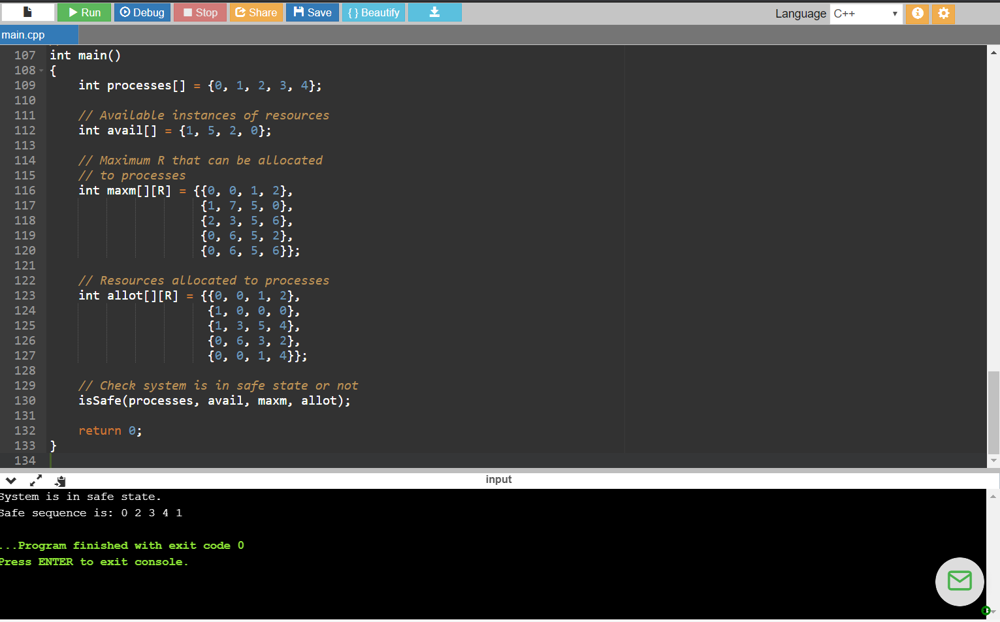 Run Debug Stop Share Save { } Beautify Language C++
main.cpp
107 int main()
108 {
109 int processes[] = {0, 1, 2, 3, 4};
110
111 // Available instances of resources
112 int avail[] = {1, 5, 2, 0};
113
114 // Maximum R that can be allocated
115 // to processes
116 int maxm[][R] = {{0, 0, 1, 2},
117 {1, 7, 5, 0},
118 {2, 3, 5, 6},
119 {0, 6, 5, 2},
120 {0, 6, 5, 6}};
121
122 // Resources allocated to processes
123 int allot[][R] = {{0, 0, 1, 2},
124 {1, 0, 0, 0},
125 {1, 3, 5, 4},
126 {0, 6, 3, 2},
127 {0, 0, 1, 4}};
128
129 // Check system is in safe state or not
130 isSafe(processes, avail, maxm, allot);
131
132 return 0;
133 }
134
input
System is in safe state.
Safe sequence is: 0 2 3 4 1
...Program finished with exit code 0
Press ENTER to exit console.